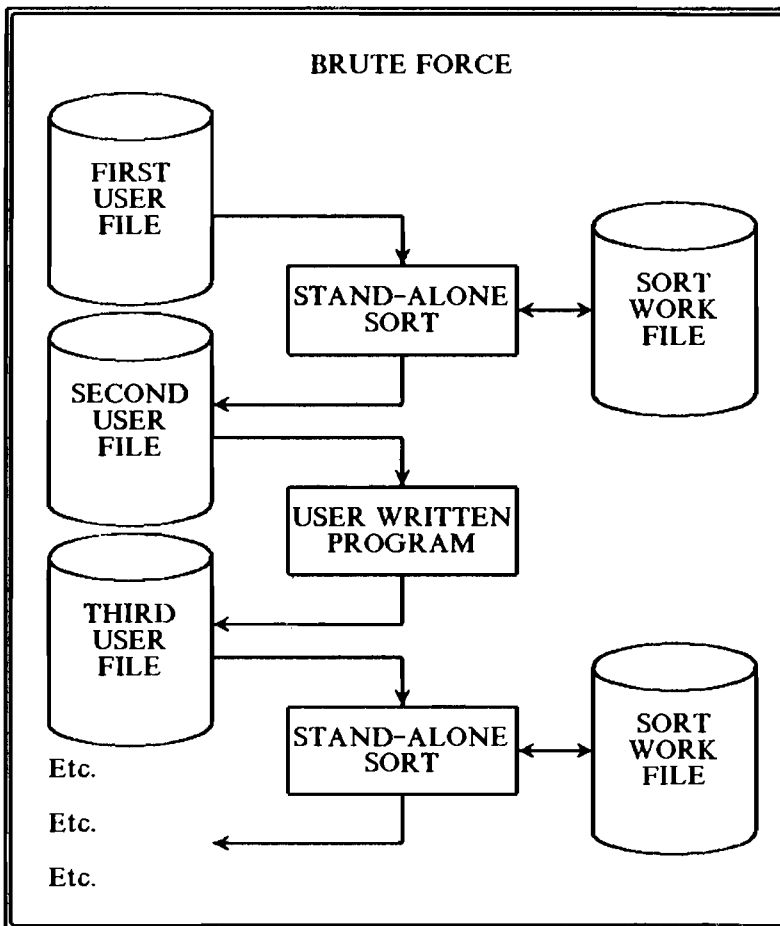 BRUTE FORCE
FIRST
USER
FILE
STAND-ALONE
SORT
SORT
WORK
FILE
SECOND
USER
FILE
USER WRITTEN
PROGRAM
THIRD
USER
FILE
STAND-ALONE
SORT
SORT
WORK
FILE
Etc.
Etc.
Etc.